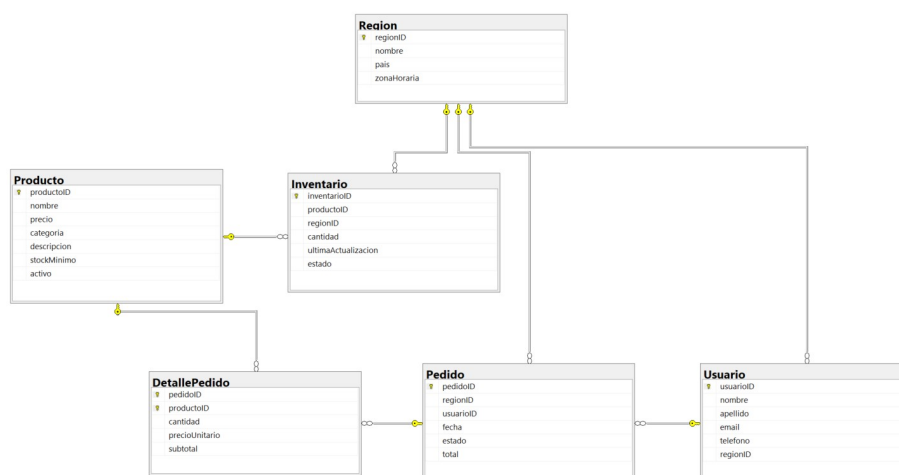 Region
regionID
nombre
pais
zonaHoraria
Producto
productoID
nombre
precio
categoria
descripcion
stockMinimo
activo
Inventario
inventarioID
productoID
regionID
cantidad
ultimaActualizacion
estado
DetallePedido
pedidoID
productoID
cantidad
precioUnitario
subtotal
Pedido
pedidoID
regionID
usuarioID
fecha
estado
total
Usuario
usuarioID
nombre
apellido
email
telefono
regionID